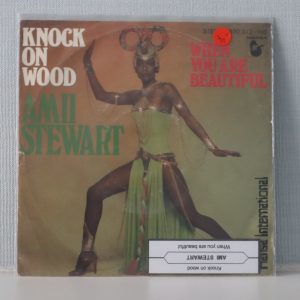 KNOCK
ON
WOOD
AMII
STEWART
WHEN
YOU ARE
BEAUTIFUL
Hansa International
Knock on wood
AMII STEWART
When you are beautiful